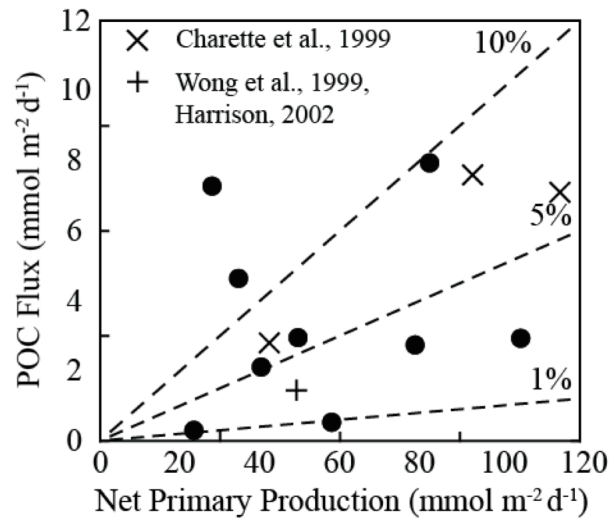 12
10
8
6
4
2
0
POC Flux (mmol m⁻² d⁻¹)
Charette et al., 1999
Wong et al., 1999,
Harrison, 2002
10%
5%
1%
0 20 40 60 80 100 120
Net Primary Production (mmol m⁻² d⁻¹)